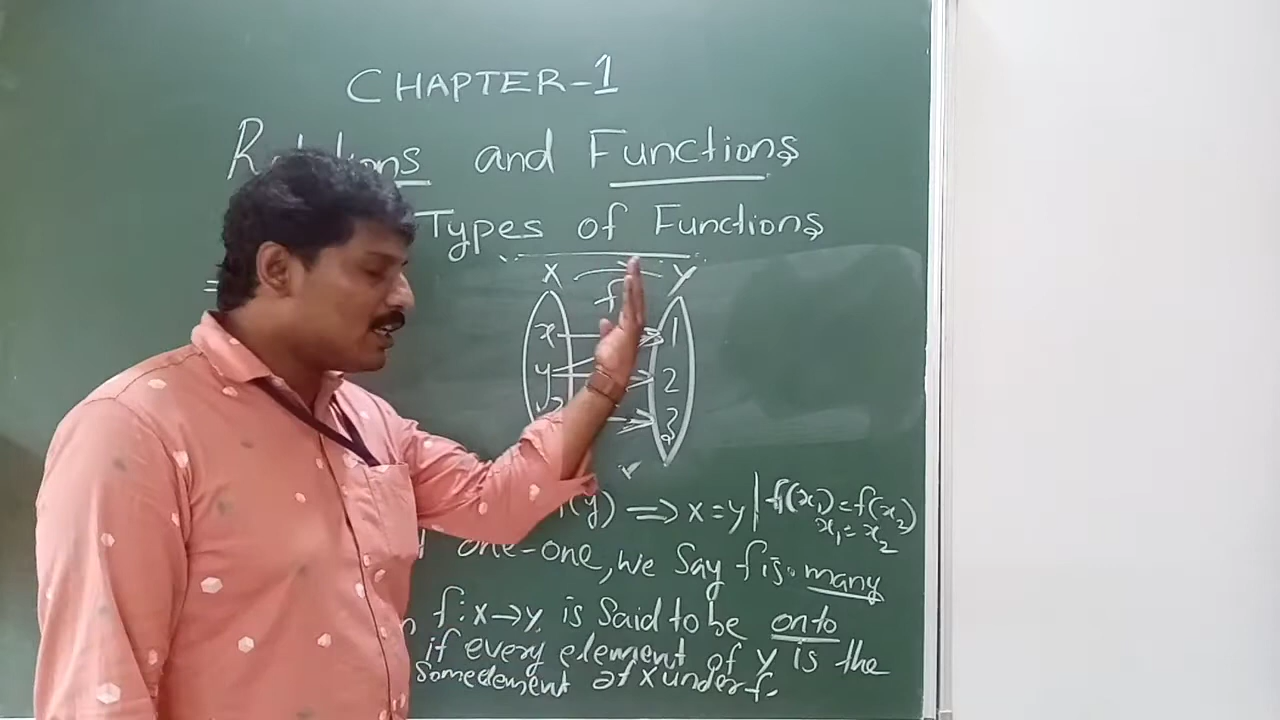 CHAPTER-1
Relations and Functions
Types of Functions
X Y
f
x 1
y 2
3
(y) ⟹ x=y | f(x₁)=f(x₂)
x₁=x₂
one-one, we say f is many
f:X→Y is said to be onto
if every element of Y is the
some element of X under f.